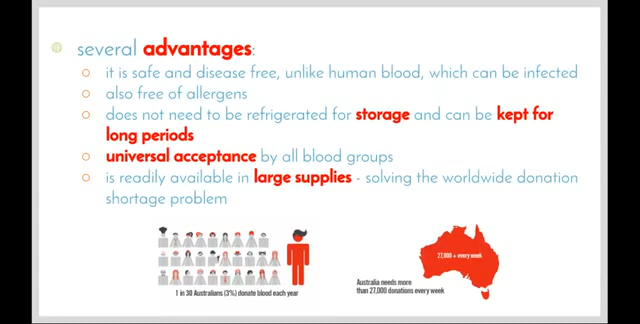 several advantages:
it is safe and disease free, unlike human blood, which can be infected
also free of allergens
does not need to be refrigerated for storage and can be kept for
long periods
universal acceptance by all blood groups
is readily available in large supplies - solving the worldwide donation
shortage problem
1 in 30 Australians (3%) donate blood each year
27,000 + every week
Australia needs more
than 27,000 donations every week